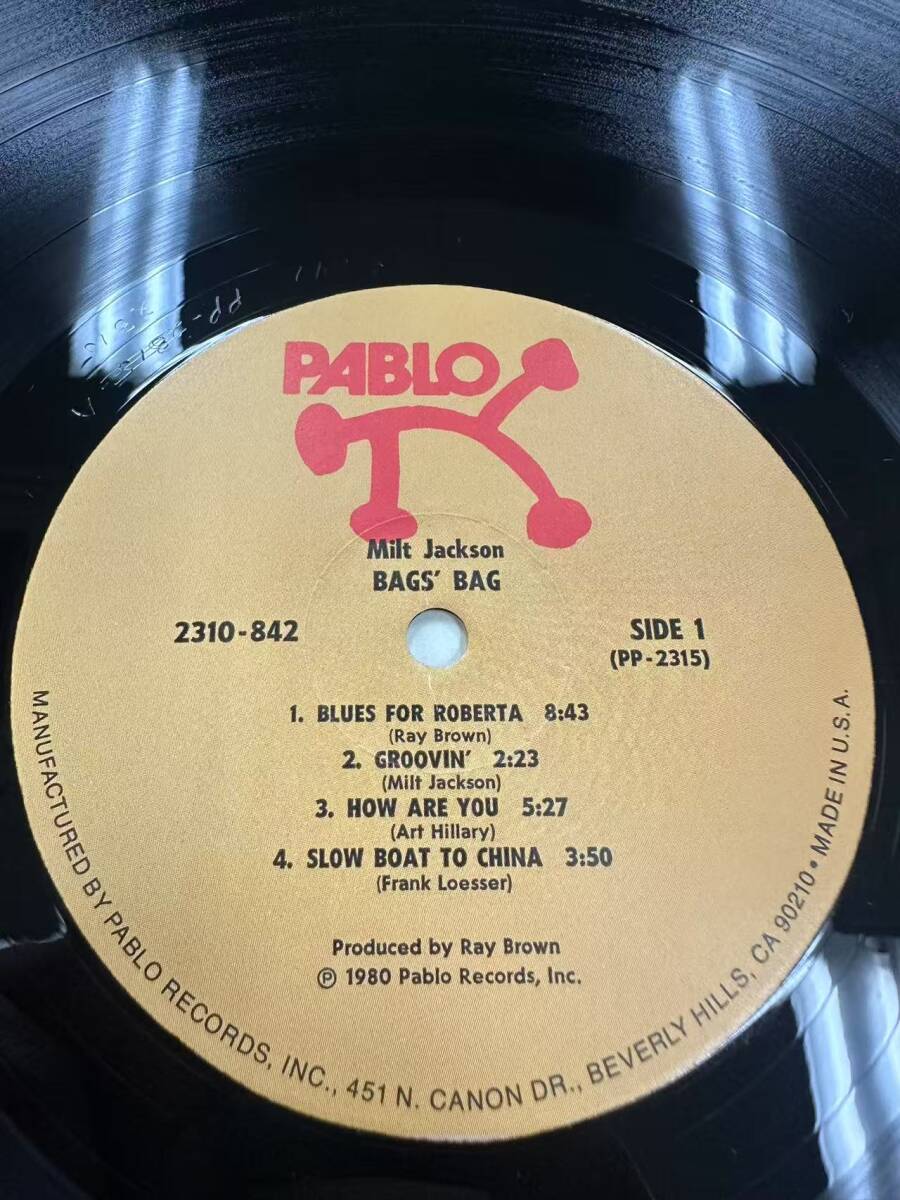 PABLO
Milt Jackson
BAGS' BAG
2310-842
SIDE 1
(PP-2315)
1. BLUES FOR ROBERTA 8:43
(Ray Brown)
2. GROOVIN' 2:23
(Milt Jackson)
3. HOW ARE YOU 5:27
(Art Hillary)
4. SLOW BOAT TO CHINA 3:50
(Frank Loesser)
Produced by Ray Brown
℗ 1980 Pablo Records, Inc.
MANUFACTURED BY PABLO RECORDS, INC., 451 N. CANON DR., BEVERLY HILLS, CA 90210 • MADE IN U.S.A.